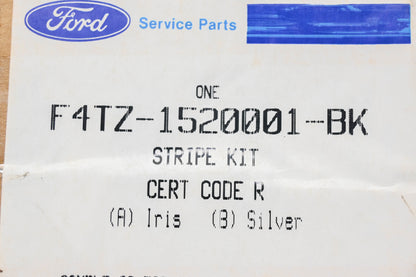 Ford Service Parts
ONE
F4TZ-1520001-BK
STRIPE KIT
CERT CODE R
(A) Iris (B) Silver